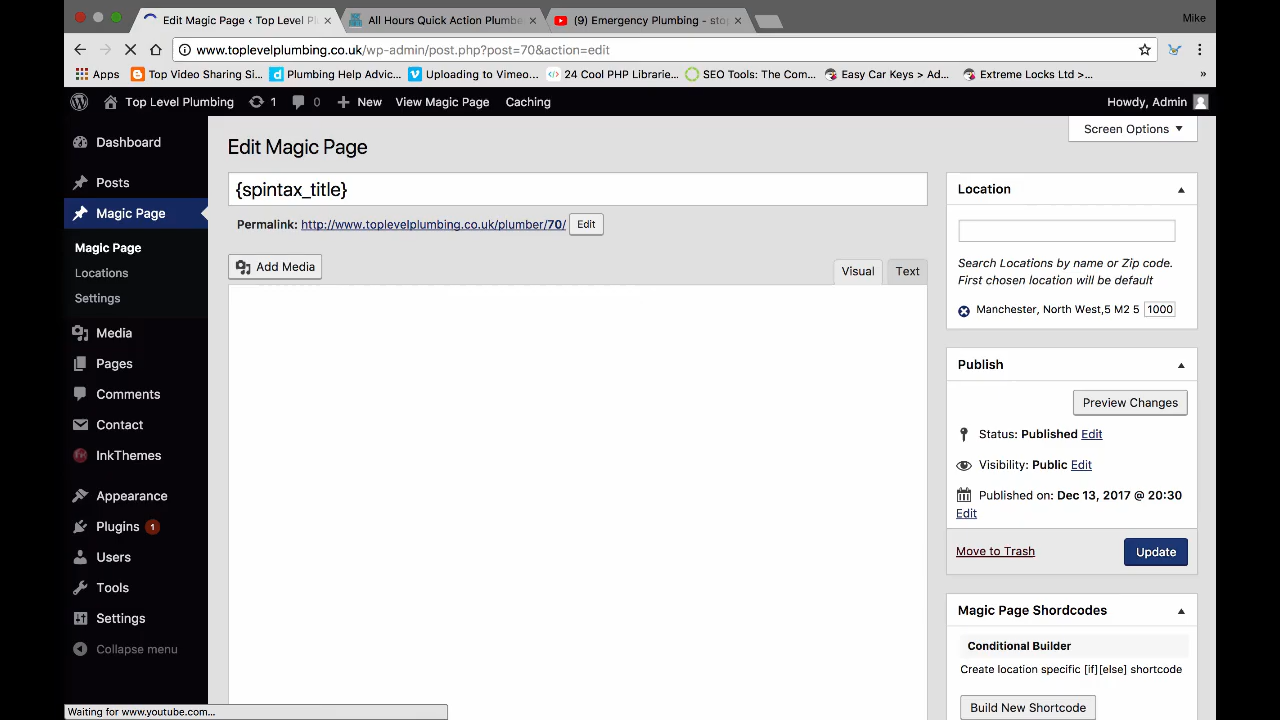 Edit Magic Page ‹ Top Level Pl
All Hours Quick Action Plumbe
(9) Emergency Plumbing - sto
Mike
www.toplevelplumbing.co.uk/wp-admin/post.php?post=70&action=edit
Apps Top Video Sharing Si... Plumbing Help Advic... Uploading to Vimeo... 24 Cool PHP Librarie... SEO Tools: The Com... Easy Car Keys > Ad... Extreme Locks Ltd >... »
Top Level Plumbing 1 0 New View Magic Page Caching Howdy, Admin
Screen Options
Dashboard
Posts
Magic Page
Magic Page
Locations
Settings
Media
Pages
Comments
Contact
InkThemes
Appearance
Plugins 1
Users
Tools
Settings
Collapse menu
Edit Magic Page
{spintax_title}
Permalink: http://www.toplevelplumbing.co.uk/plumber/70/ Edit
Add Media
Visual Text
Location
Search Locations by name or Zip code.
First chosen location will be default
Manchester, North West,5 M2 5 1000
Publish
Preview Changes
Status: Published Edit
Visibility: Public Edit
Published on: Dec 13, 2017 @ 20:30
Edit
Move to Trash Update
Magic Page Shordcodes
Conditional Builder
Create location specific [if][else] shortcode
Build New Shortcode
Waiting for www.youtube.com...